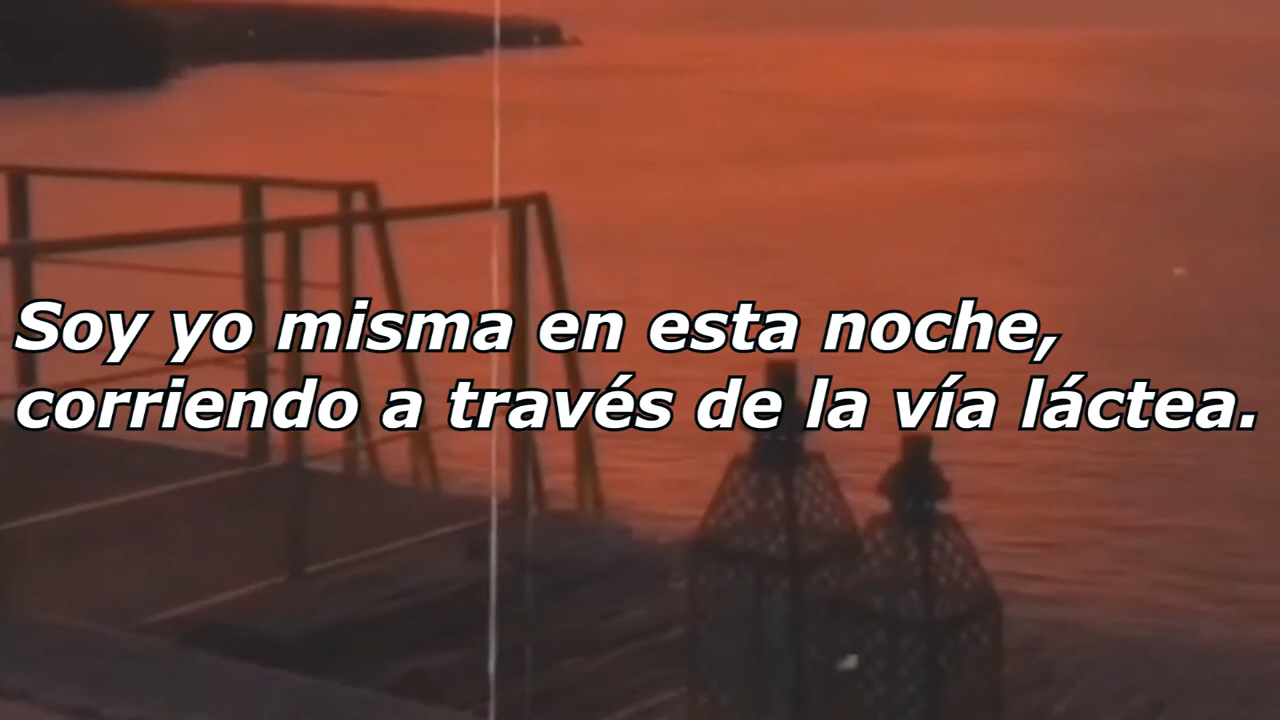 Soy yo misma en esta noche,
corriendo a través de la vía láctea.